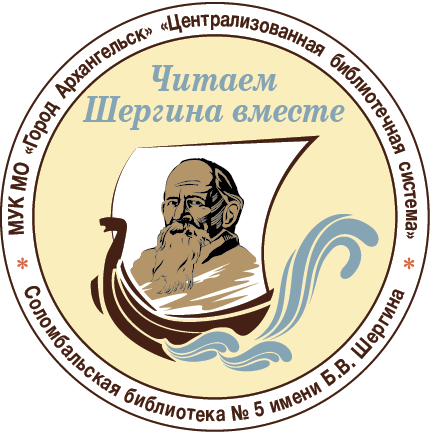 МУК МО «Город Архангельск» «Централизованная библиотечная система»
Читаем
Шергина вместе
* Соломбальская библиотека № 5 имени Б.В. Шергина *